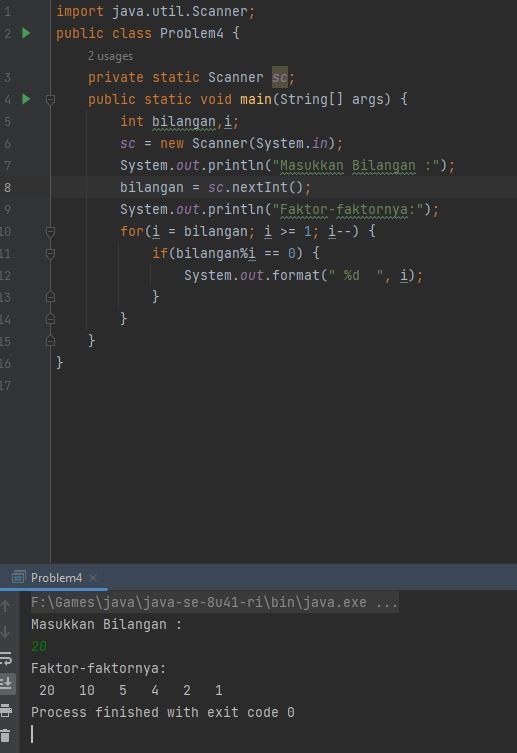 1 import java.util.Scanner;
2 public class Problem4 {
2 usages
3 private static Scanner sc;
4 public static void main(String[] args) {
5 int bilangan,i;
6 sc = new Scanner(System.in);
7 System.out.println("Masukkan Bilangan :");
8 bilangan = sc.nextInt();
9 System.out.println("Faktor-faktornya:");
10 for(i = bilangan; i >= 1; i--) {
11 if(bilangan%i == 0) {
12 System.out.format(" %d  ", i);
13 }
14 }
15 }
16 }
17
Problem4
F:\Games\java\java-se-8u41-ri\bin\java.exe ...
Masukkan Bilangan :
20
Faktor-faktornya:
20   10   5   4   2   1
Process finished with exit code 0